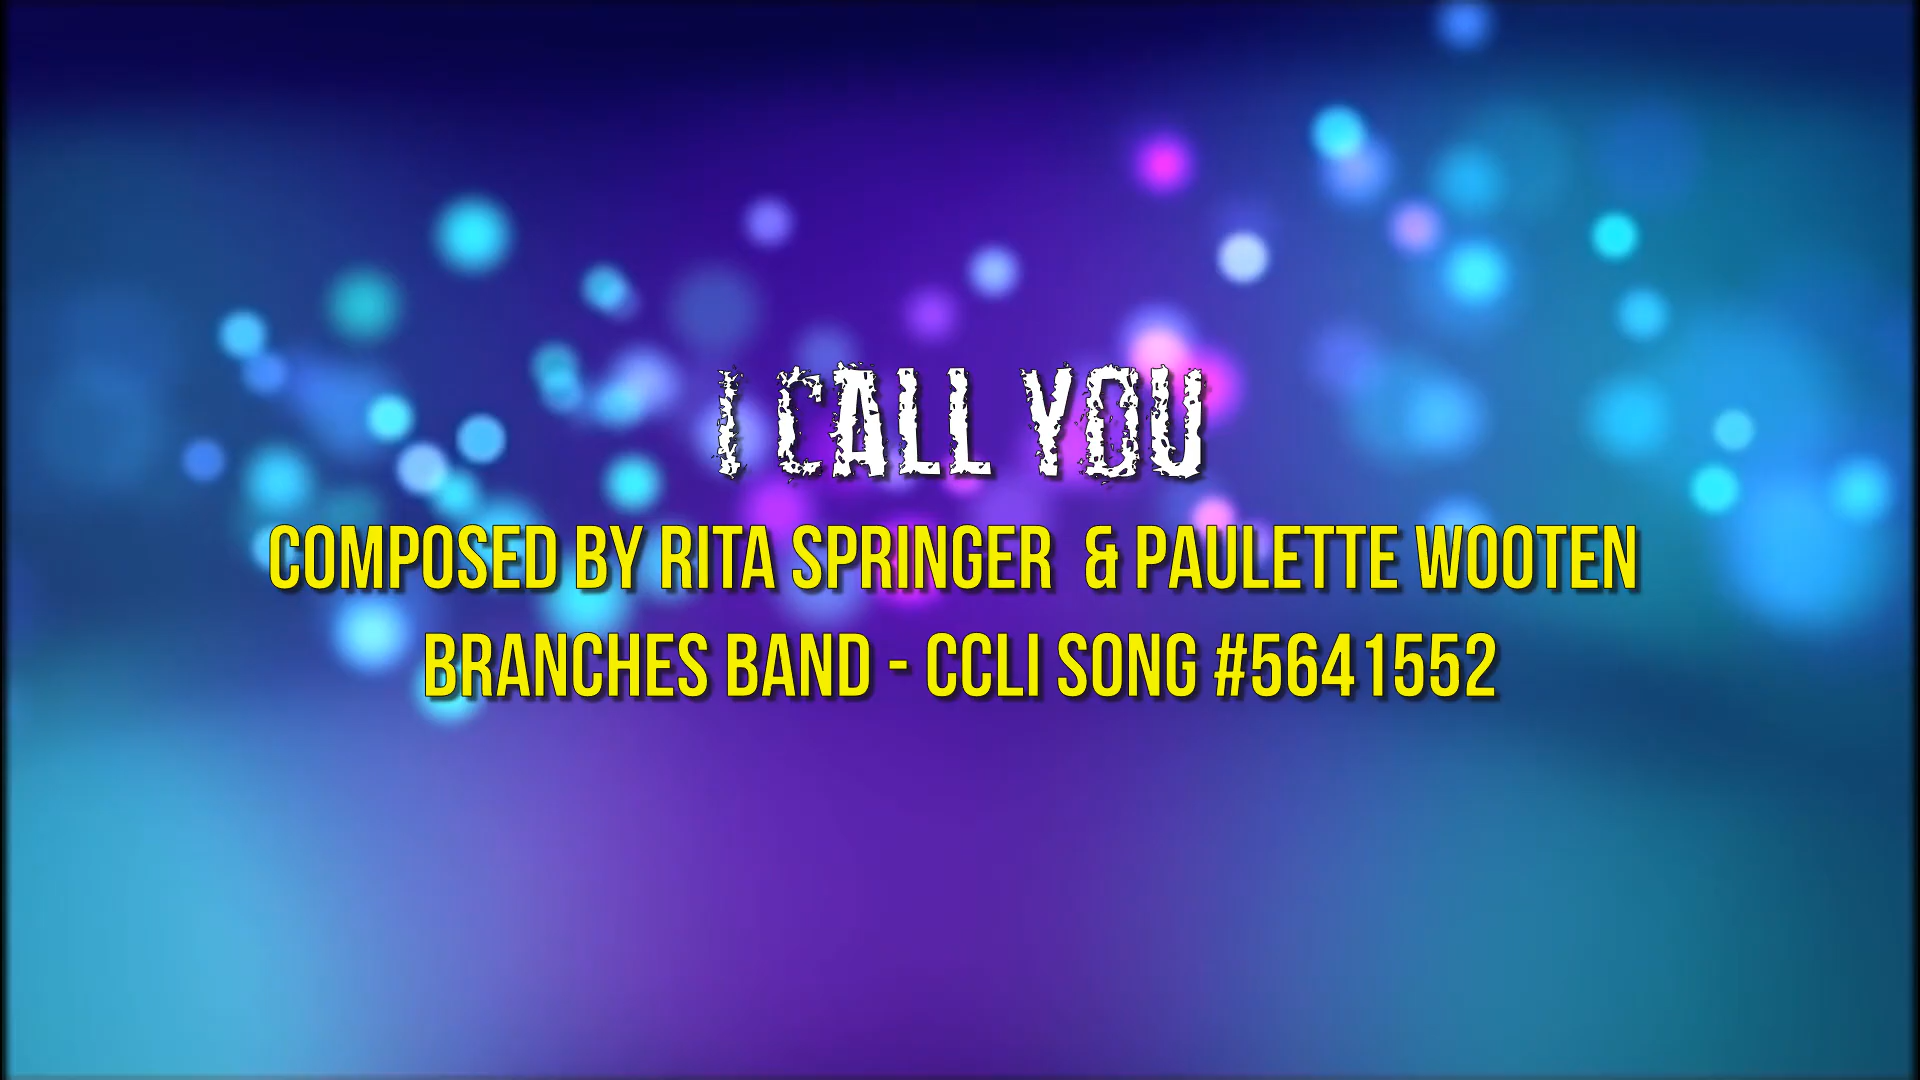 I CALL YOU
COMPOSED BY RITA SPRINGER & PAULETTE WOOTEN
BRANCHES BAND - CCLI SONG #5641552